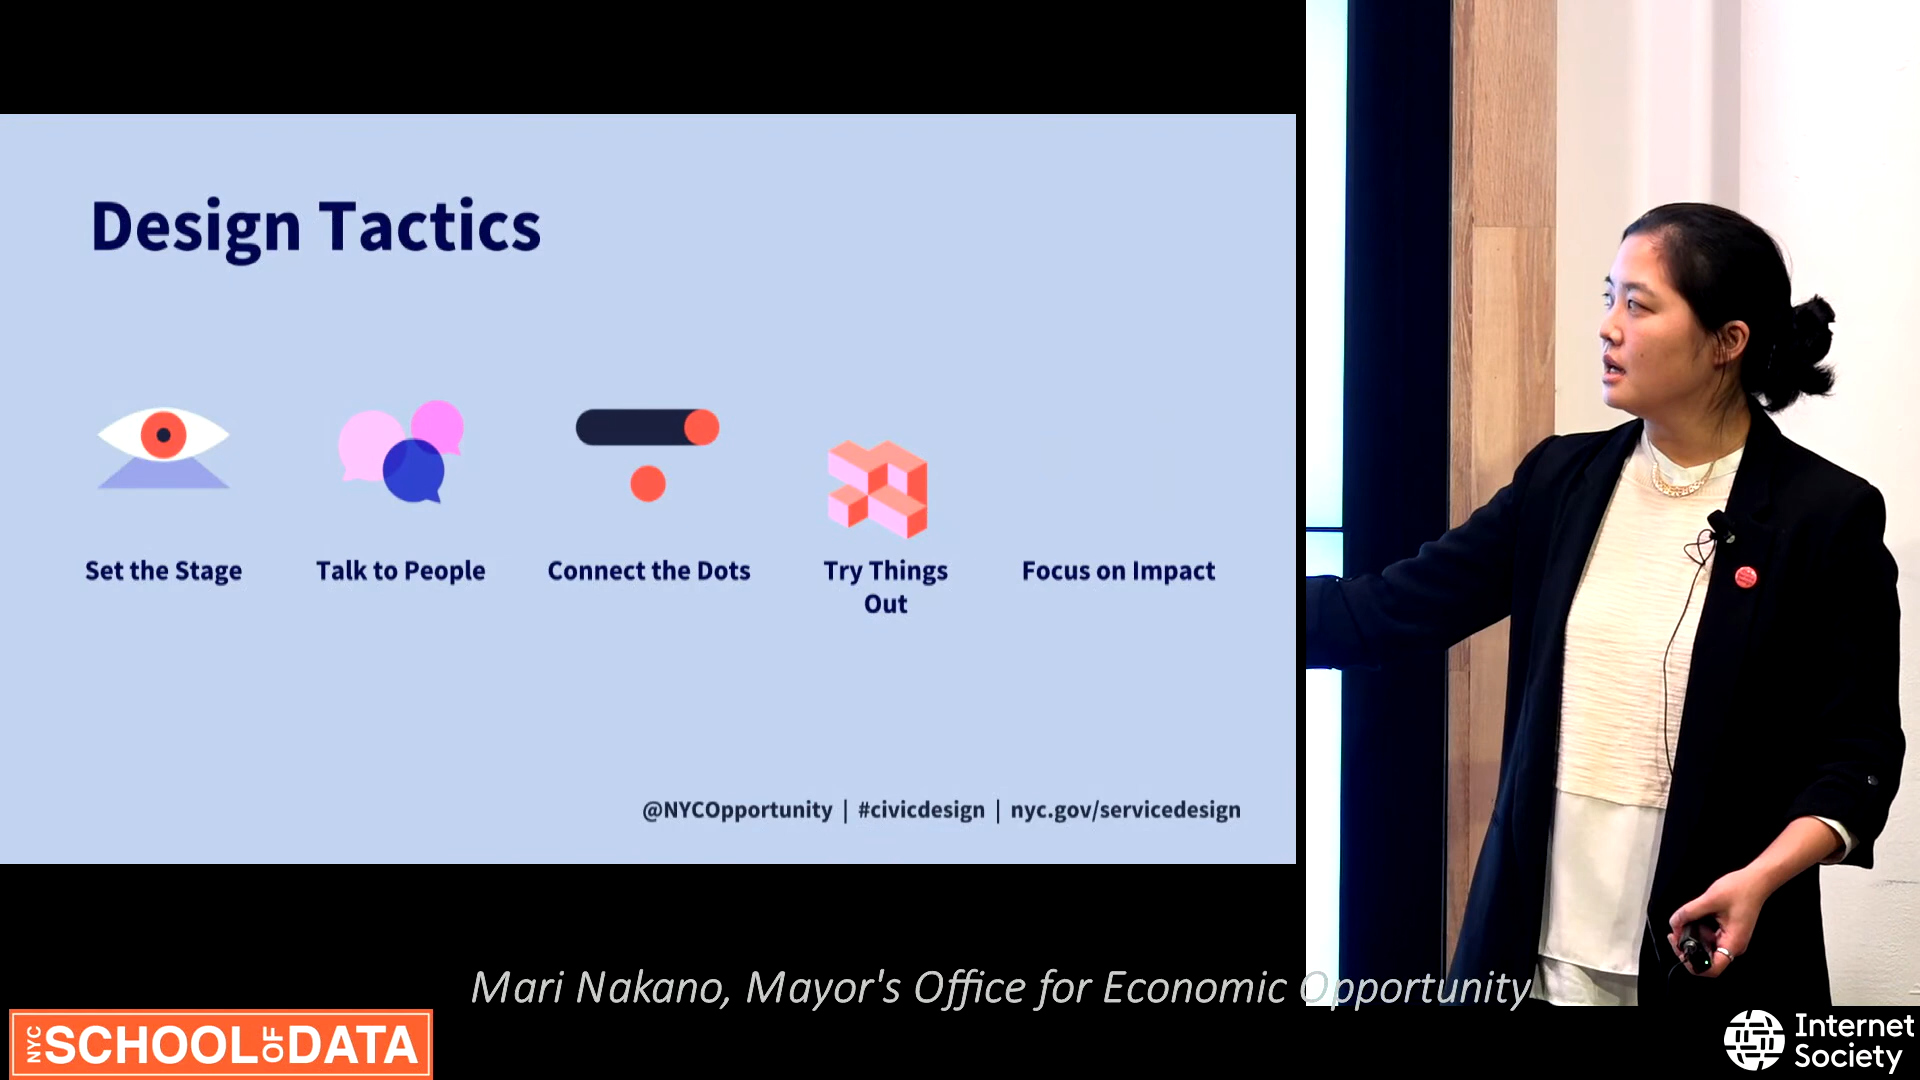 Design Tactics
Set the Stage
Talk to People
Connect the Dots
Try Things
Out
Focus on Impact
@NYCOpportunity | #civicdesign | nyc.gov/servicedesign
Mari Nakano, Mayor's Office for Economic Opportunity
NYC SCHOOL OF DATA
Internet
Society